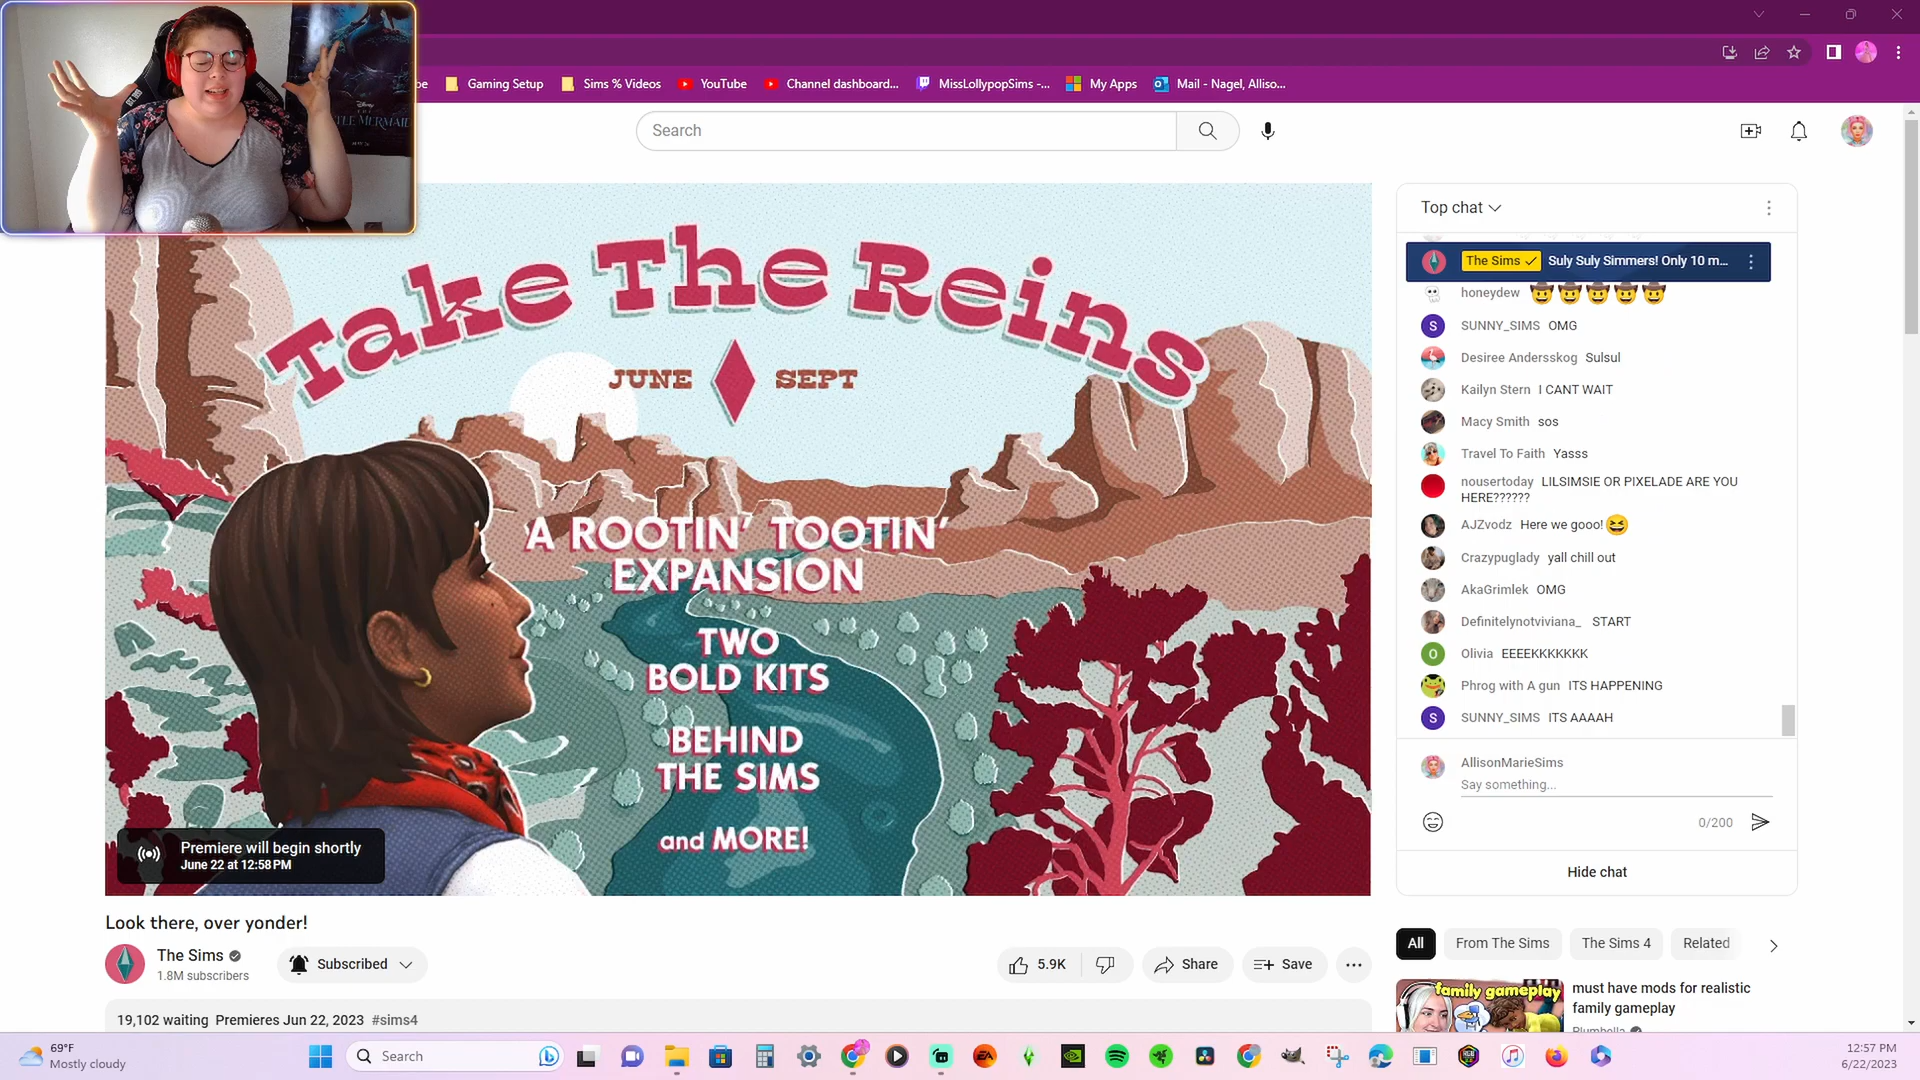 Disney
be
Gaming Setup
Sims % Videos
YouTube
Channel dashboard...
MissLollypopSims -...
My Apps
Mail - Nagel, Alliso...
Search
Take The Reins
JUNE SEPT
A ROOTIN' TOOTIN'
EXPANSION
TWO
BOLD KITS
BEHIND
THE SIMS
and MORE!
Premiere will begin shortly
June 22 at 12:58 PM
Top chat
The Sims Suly Suly Simmers! Only 10 m...
honeydew
S SUNNY_SIMS OMG
Desiree Andersskog Sulsul
Kailyn Stern I CANT WAIT
Macy Smith sos
Travel To Faith Yasss
nousertoday LILSIMSIE OR PIXELADE ARE YOU
HERE??????
AJZvodz Here we gooo!
Crazypuglady yall chill out
AkaGrimlek OMG
Definitelynotviviana_ START
O Olivia EEEEKKKKKKK
Phrog with A gun ITS HAPPENING
S SUNNY_SIMS ITS AAAAH
AllisonMarieSims
Say something...
0/200
Hide chat
Look there, over yonder!
The Sims
1.8M subscribers
Subscribed
5.9K
Share
Save
19,102 waiting Premieres Jun 22, 2023 #sims4
All
From The Sims
The Sims 4
Related
family gameplay
must have mods for realistic
family gameplay
Plumbella
69°F
Mostly cloudy
Search
EA
12:57 PM
6/22/2023